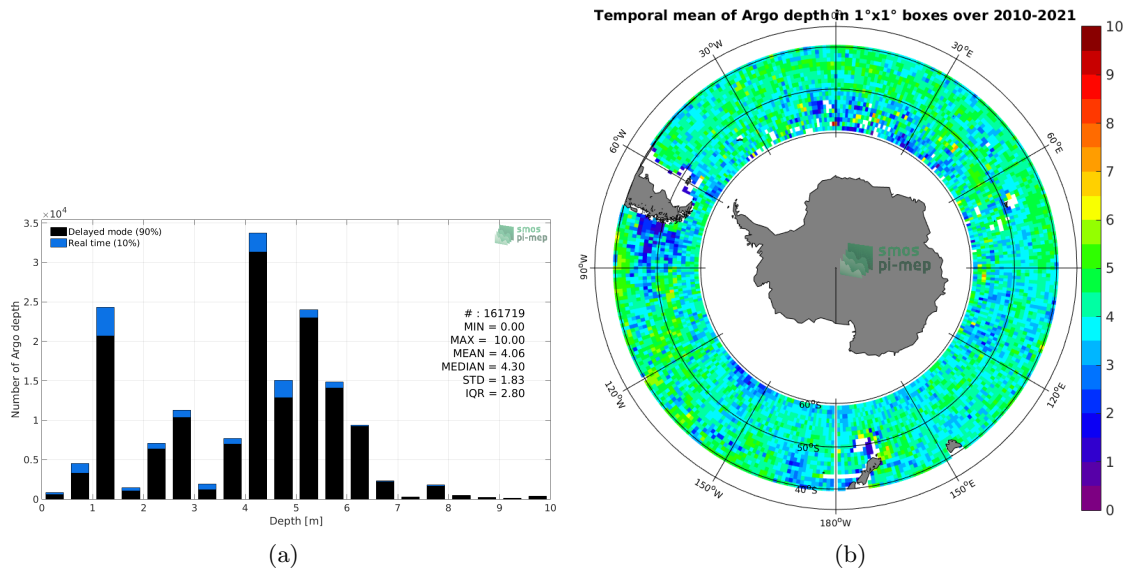 ×10⁴
3.5
3
2.5
2
1.5
1
0.5
0
Number of Argo depth
Delayed mode (90%)
Real time (10%)
smos
pi-mep
# : 161719
MIN = 0.00
MAX = 10.00
MEAN = 4.06
MEDIAN = 4.30
STD = 1.83
IQR = 2.80
0 1 2 3 4 5 6 7 8 9 10
Depth [m]
(a)
Temporal mean of Argo depth in 1°x1° boxes over 2010-2021
0°
30°W
30°E
60°W
60°E
90°W
120°W
120°E
150°W
150°E
180°W
60°S
50°S
40°S
smos
pi-mep
10
9
8
7
6
5
4
3
2
1
0
(b)